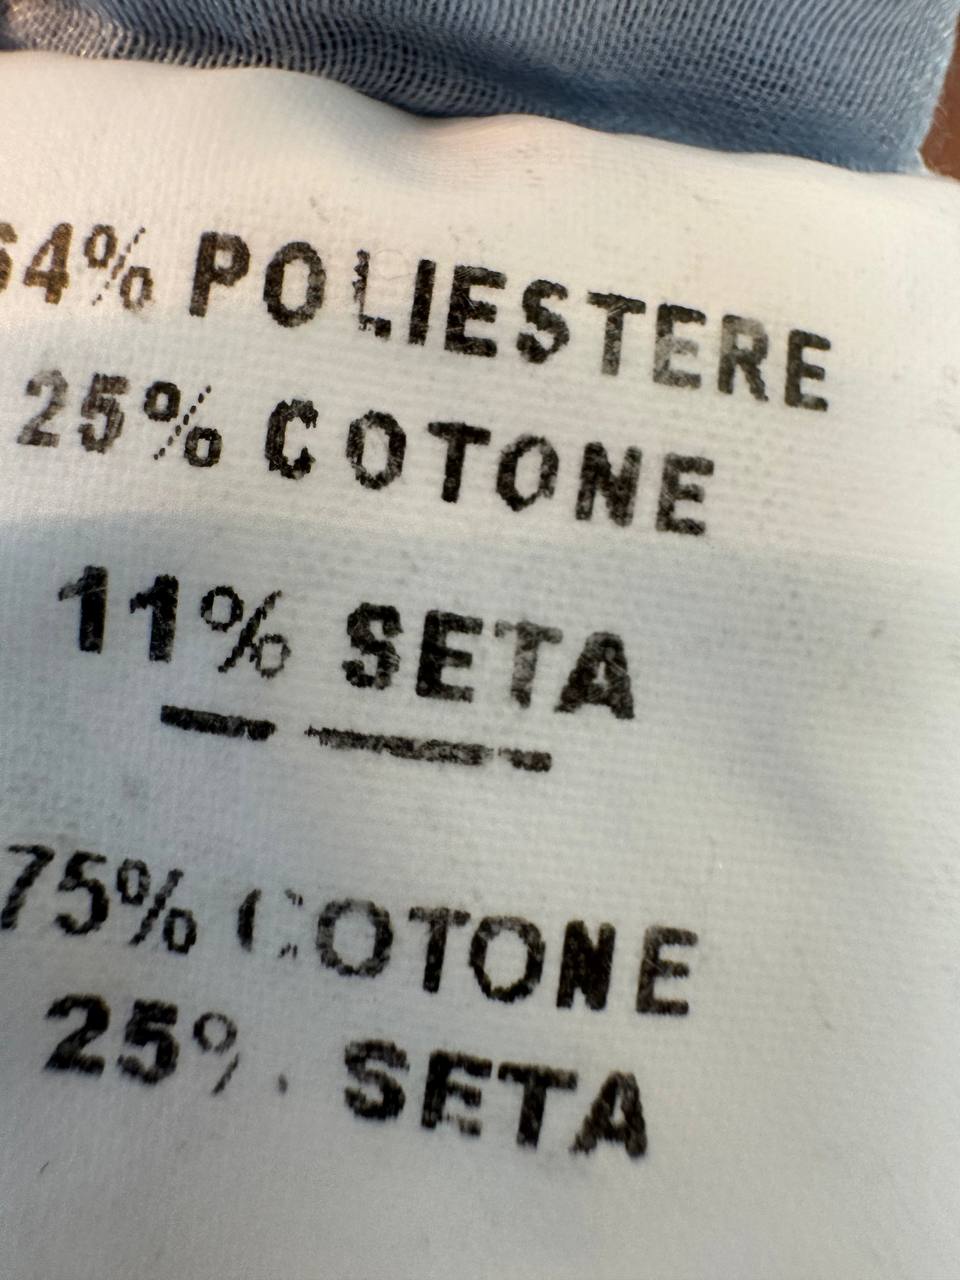 64% POLIESTERE
25% COTONE
11% SETA
75% COTONE
25% SETA